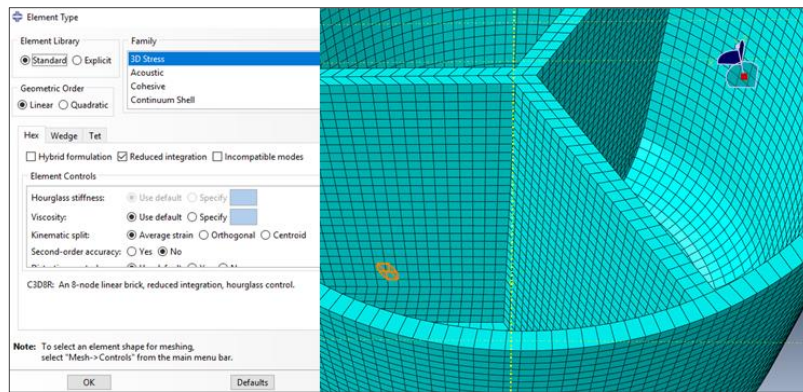 Element Type
Element Library
Standard Explicit
Family
3D Stress
Acoustic
Cohesive
Continuum Shell
Geometric Order
Linear Quadratic
Hex Wedge Tet
Hybrid formulation Reduced integration Incompatible modes
Element Controls
Hourglass stiffness: Use default Specify
Viscosity: Use default Specify
Kinematic split: Average strain Orthogonal Centroid
Second-order accuracy: Yes No
C3D8R: An 8-node linear brick, reduced integration, hourglass control.
Note: To select an element shape for meshing,
select "Mesh->Controls" from the main menu bar.
OK Defaults